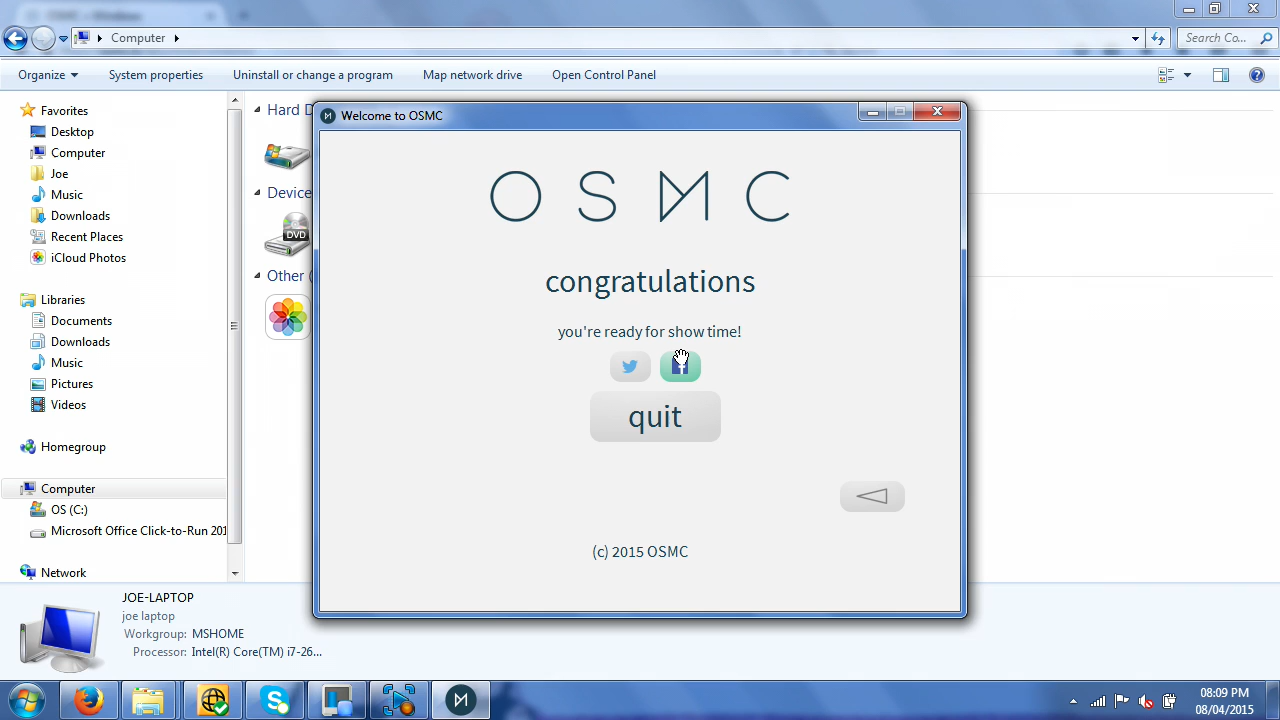 Computer
Search Co...
Organize
System properties
Uninstall or change a program
Map network drive
Open Control Panel
Favorites
Desktop
Computer
Joe
Music
Downloads
Recent Places
iCloud Photos
Libraries
Documents
Downloads
Music
Pictures
Videos
Homegroup
Computer
OS (C:)
Microsoft Office Click-to-Run 201
Network
Hard D
Device
DVD
Other (
Welcome to OSMC
OSMC
congratulations
you're ready for show time!
quit
(c) 2015 OSMC
JOE-LAPTOP
joe laptop
Workgroup: MSHOME
Processor: Intel(R) Core(TM) i7-26...
08:09 PM
08/04/2015